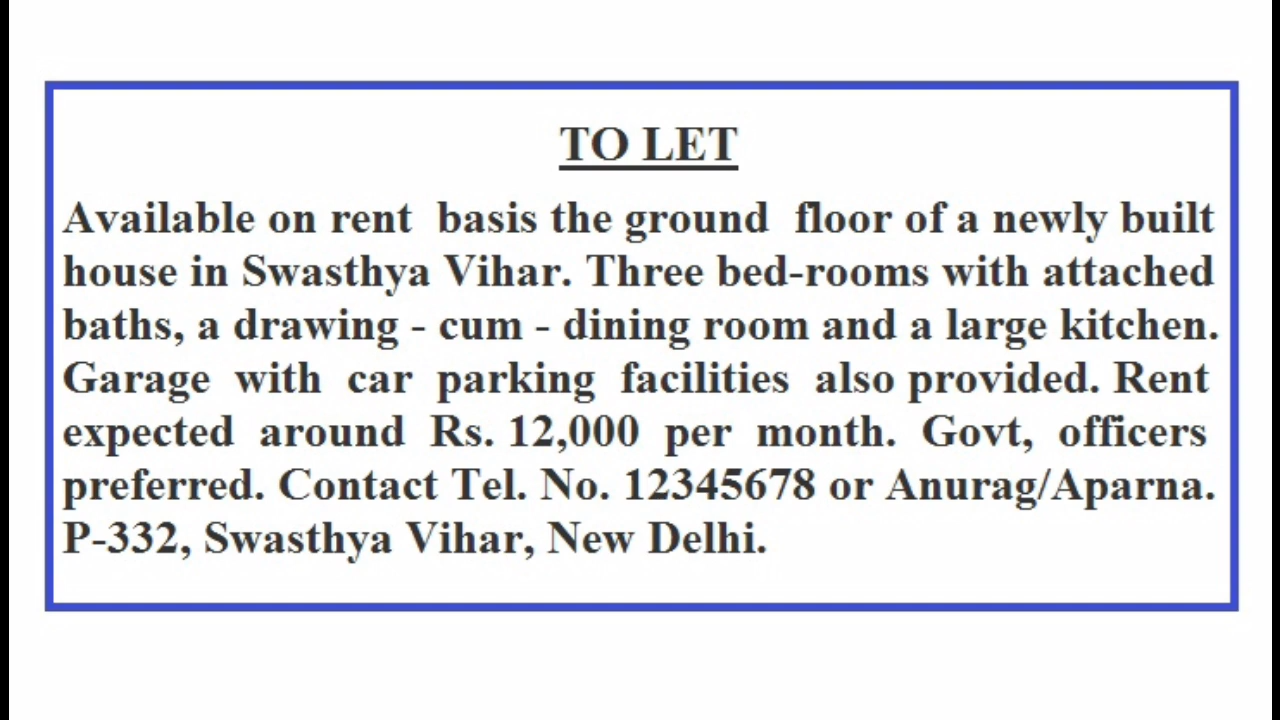 TO LET
Available on rent basis the ground floor of a newly built
house in Swasthya Vihar. Three bed-rooms with attached
baths, a drawing - cum - dining room and a large kitchen.
Garage with car parking facilities also provided. Rent
expected around Rs. 12,000 per month. Govt, officers
preferred. Contact Tel. No. 12345678 or Anurag/Aparna.
P-332, Swasthya Vihar, New Delhi.